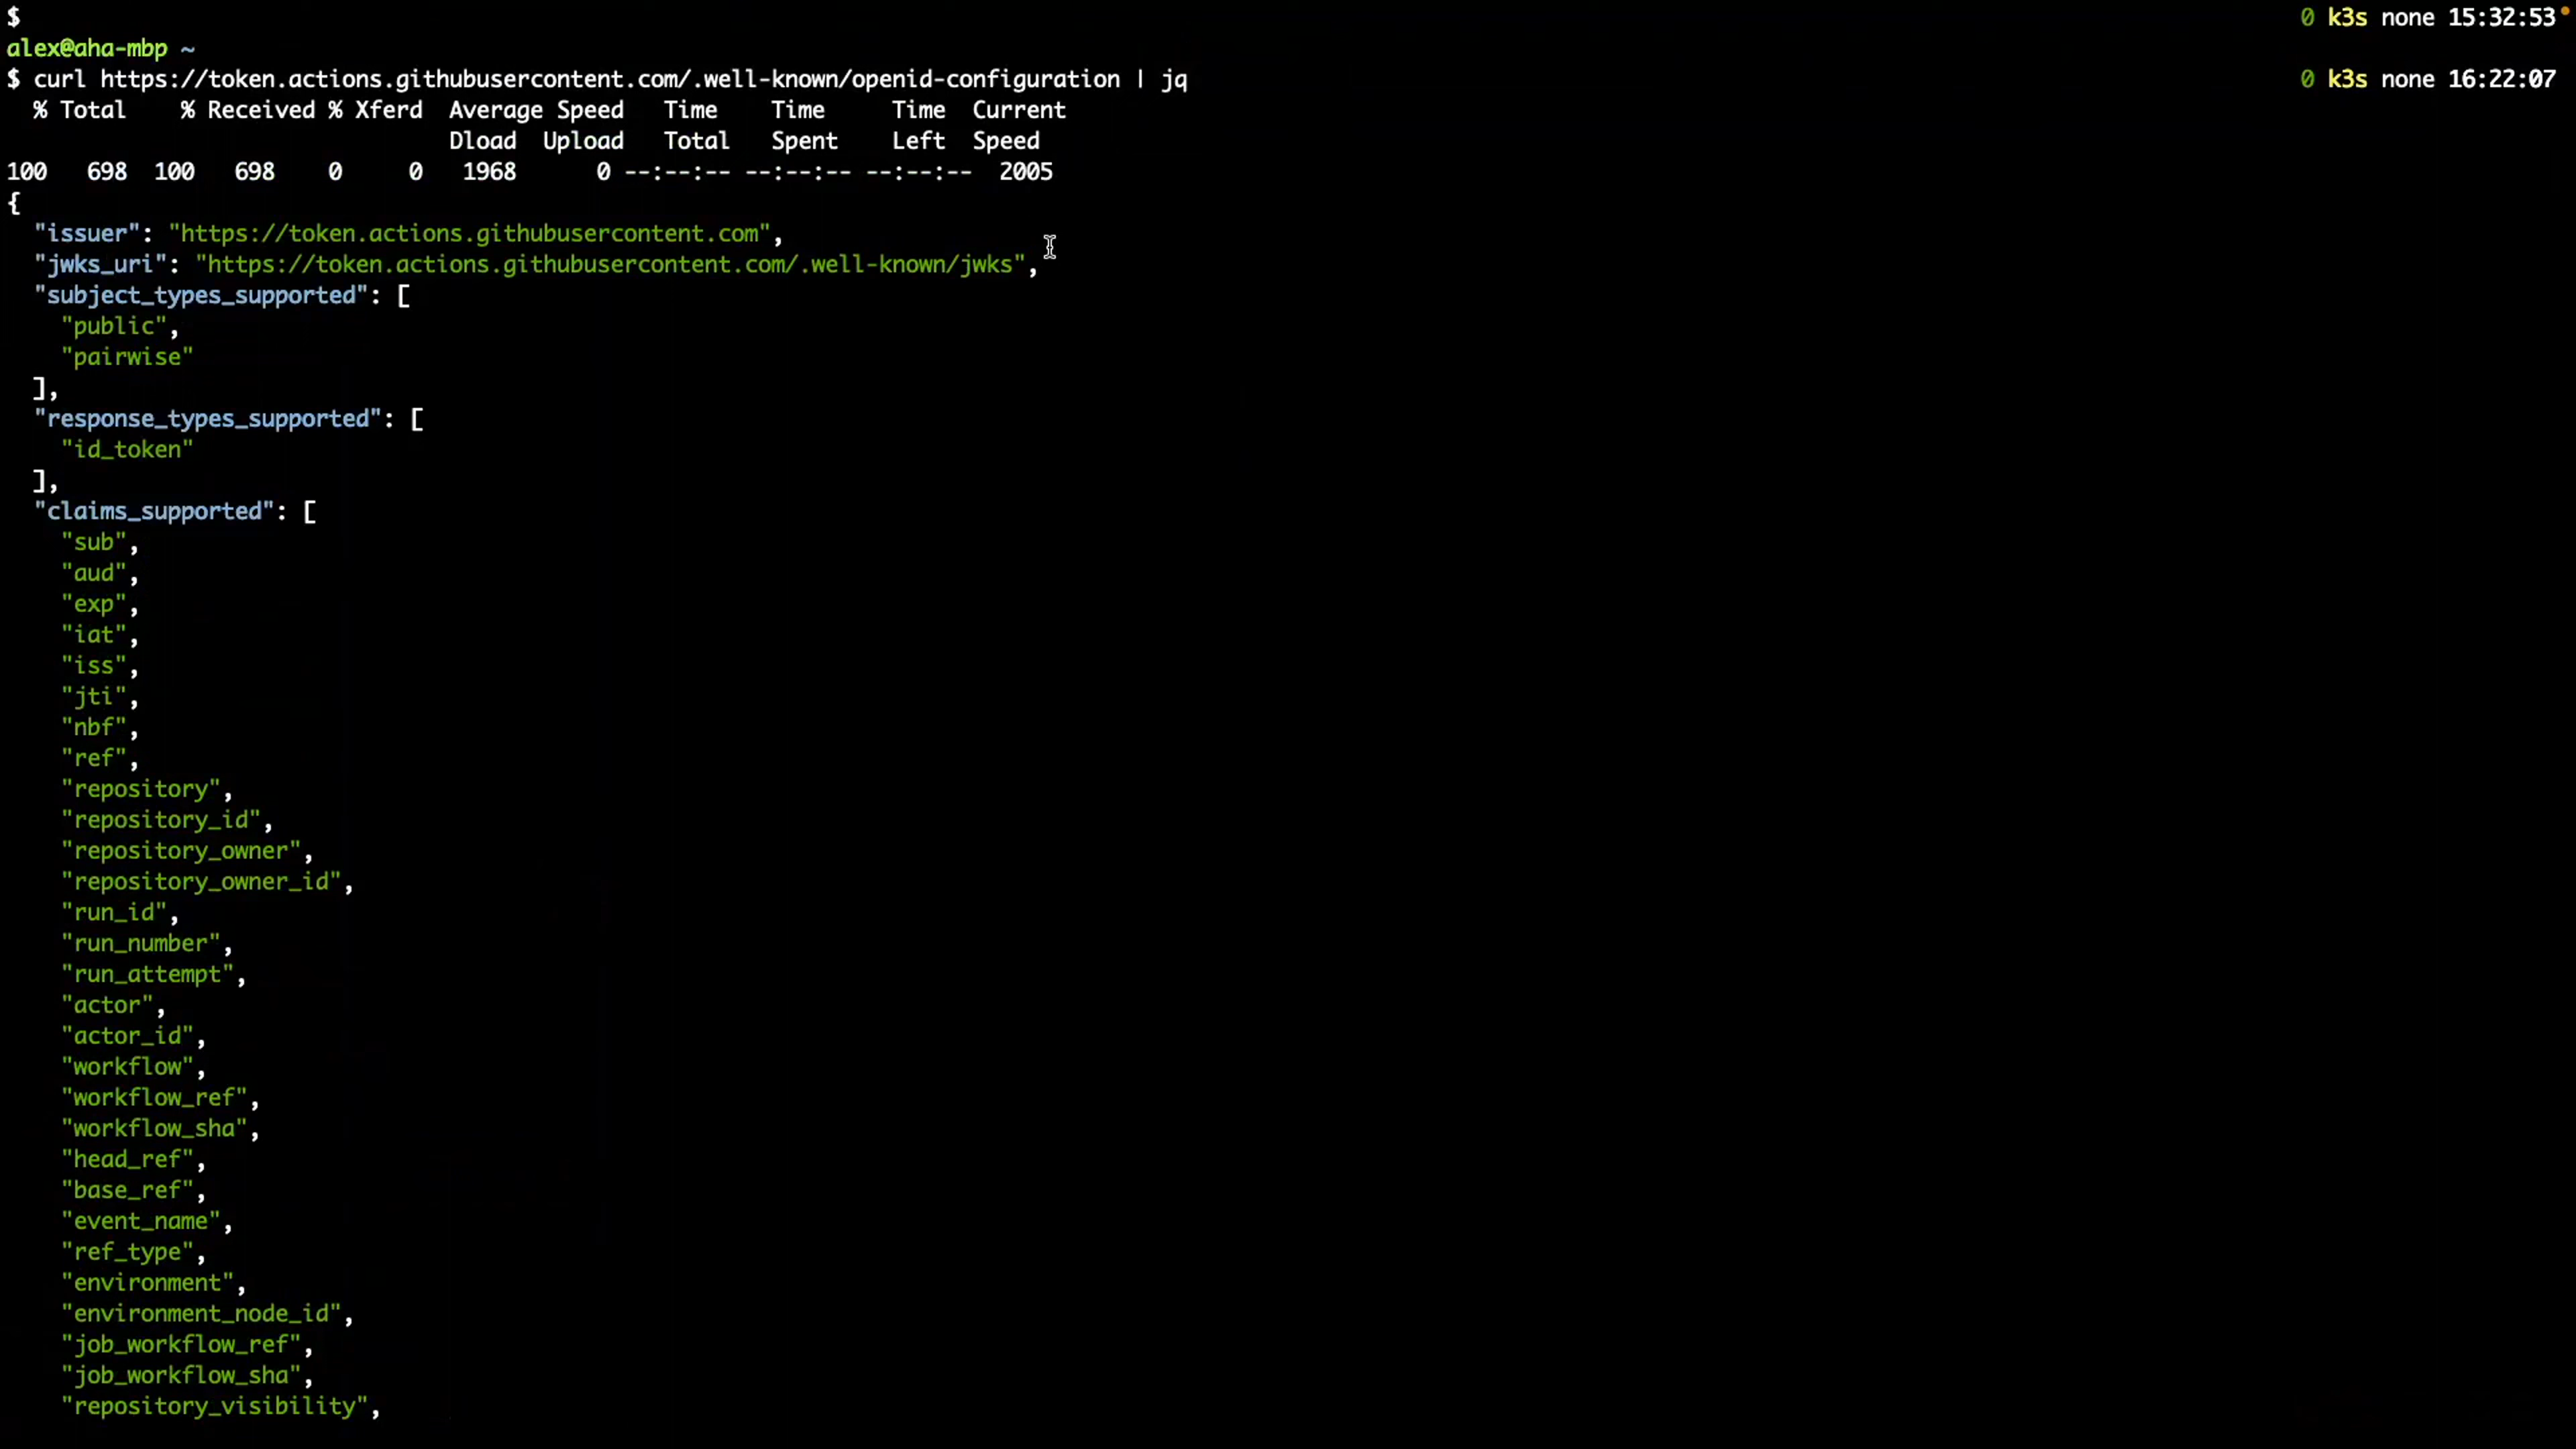 $ 0 k3s none 15:32:53
alex@aha-mbp ~
$ curl https://token.actions.githubusercontent.com/.well-known/openid-configuration | jq 0 k3s none 16:22:07
% Total % Received % Xferd Average Speed Time Time Time Current
Dload Upload Total Spent Left Speed
100 698 100 698 0 0 1968 0 --:--:-- --:--:-- --:--:-- 2005
{
"issuer": "https://token.actions.githubusercontent.com",
"jwks_uri": "https://token.actions.githubusercontent.com/.well-known/jwks",
"subject_types_supported": [
"public",
"pairwise"
],
"response_types_supported": [
"id_token"
],
"claims_supported": [
"sub",
"aud",
"exp",
"iat",
"iss",
"jti",
"nbf",
"ref",
"repository",
"repository_id",
"repository_owner",
"repository_owner_id",
"run_id",
"run_number",
"run_attempt",
"actor",
"actor_id",
"workflow",
"workflow_ref",
"workflow_sha",
"head_ref",
"base_ref",
"event_name",
"ref_type",
"environment",
"environment_node_id",
"job_workflow_ref",
"job_workflow_sha",
"repository_visibility",